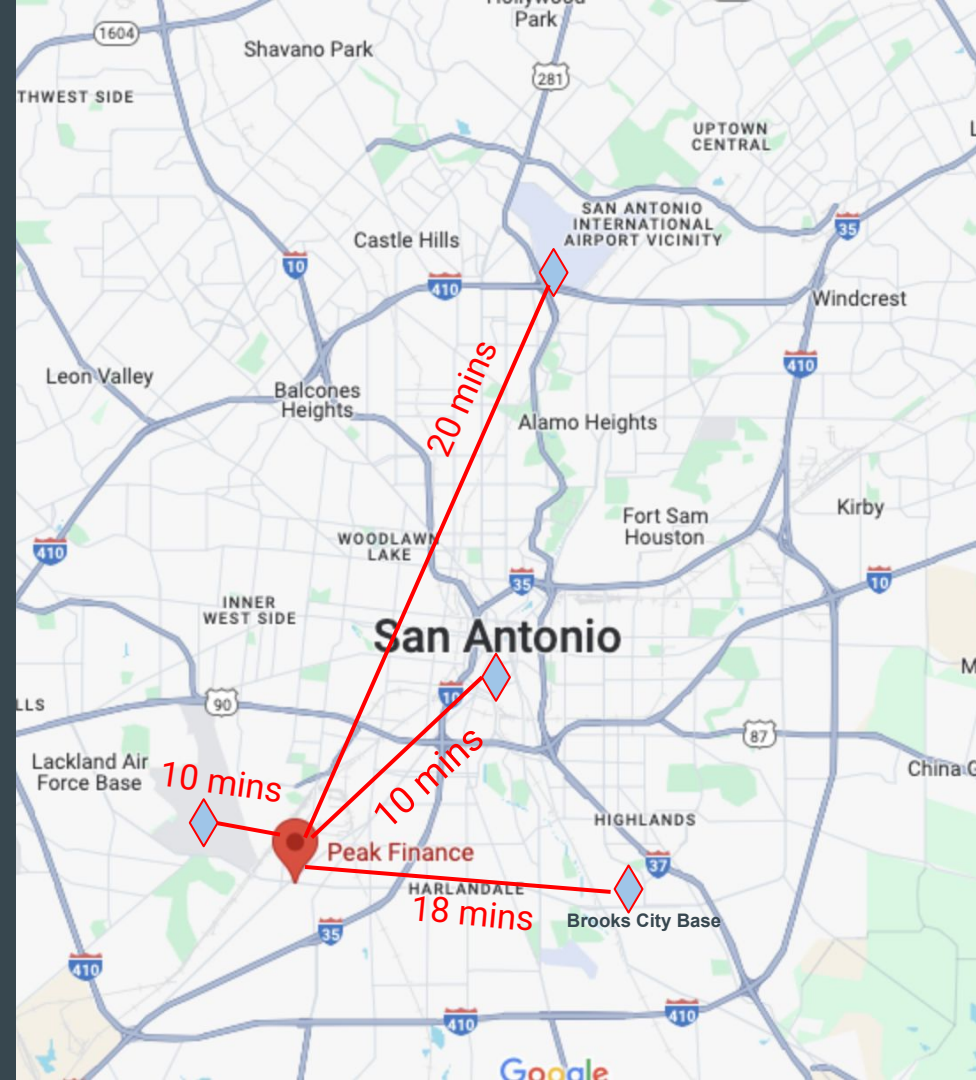 Hollywood
Park
1604
Shavano Park
281
THWEST SIDE
UPTOWN
CENTRAL
SAN ANTONIO
INTERNATIONAL
AIRPORT VICINITY
35
Castle Hills
10
410
Windcrest
20 mins
410
Leon Valley
Balcones
Heights
Alamo Heights
Kirby
Fort Sam
Houston
WOODLAWN
LAKE
410
35
10
INNER
WEST SIDE
San Antonio
M
10
90
LLS
87
Lackland Air
Force Base
10 mins
10 mins
China G
HIGHLANDS
Peak Finance
37
HARLANDALE
18 mins
Brooks City Base
35
410
410
410
Google